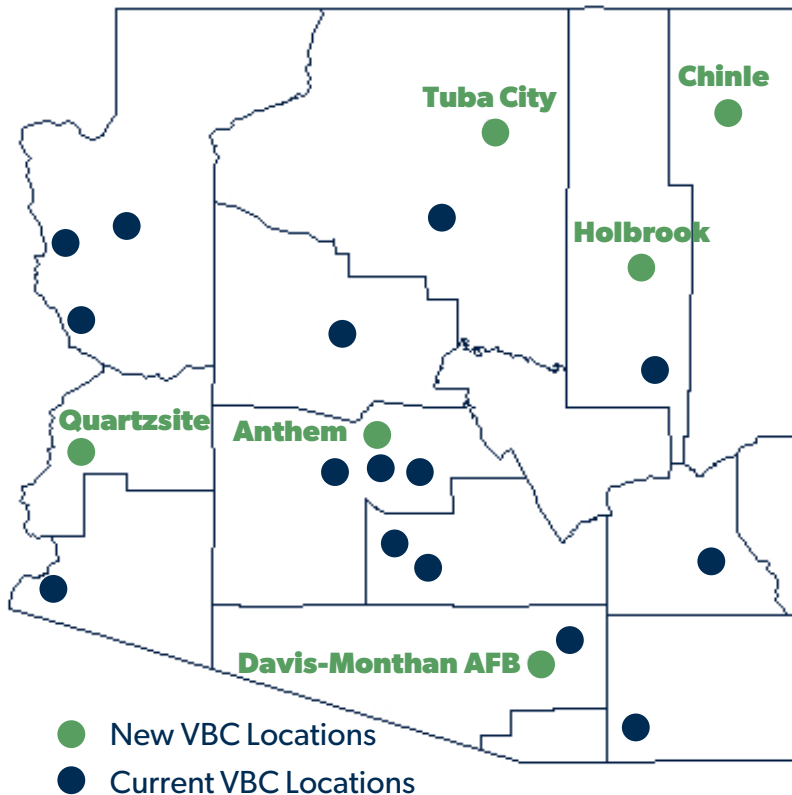 Chinle
Tuba City
Holbrook
Quartzsite
Anthem
Davis-Monthan AFB
New VBC Locations
Current VBC Locations